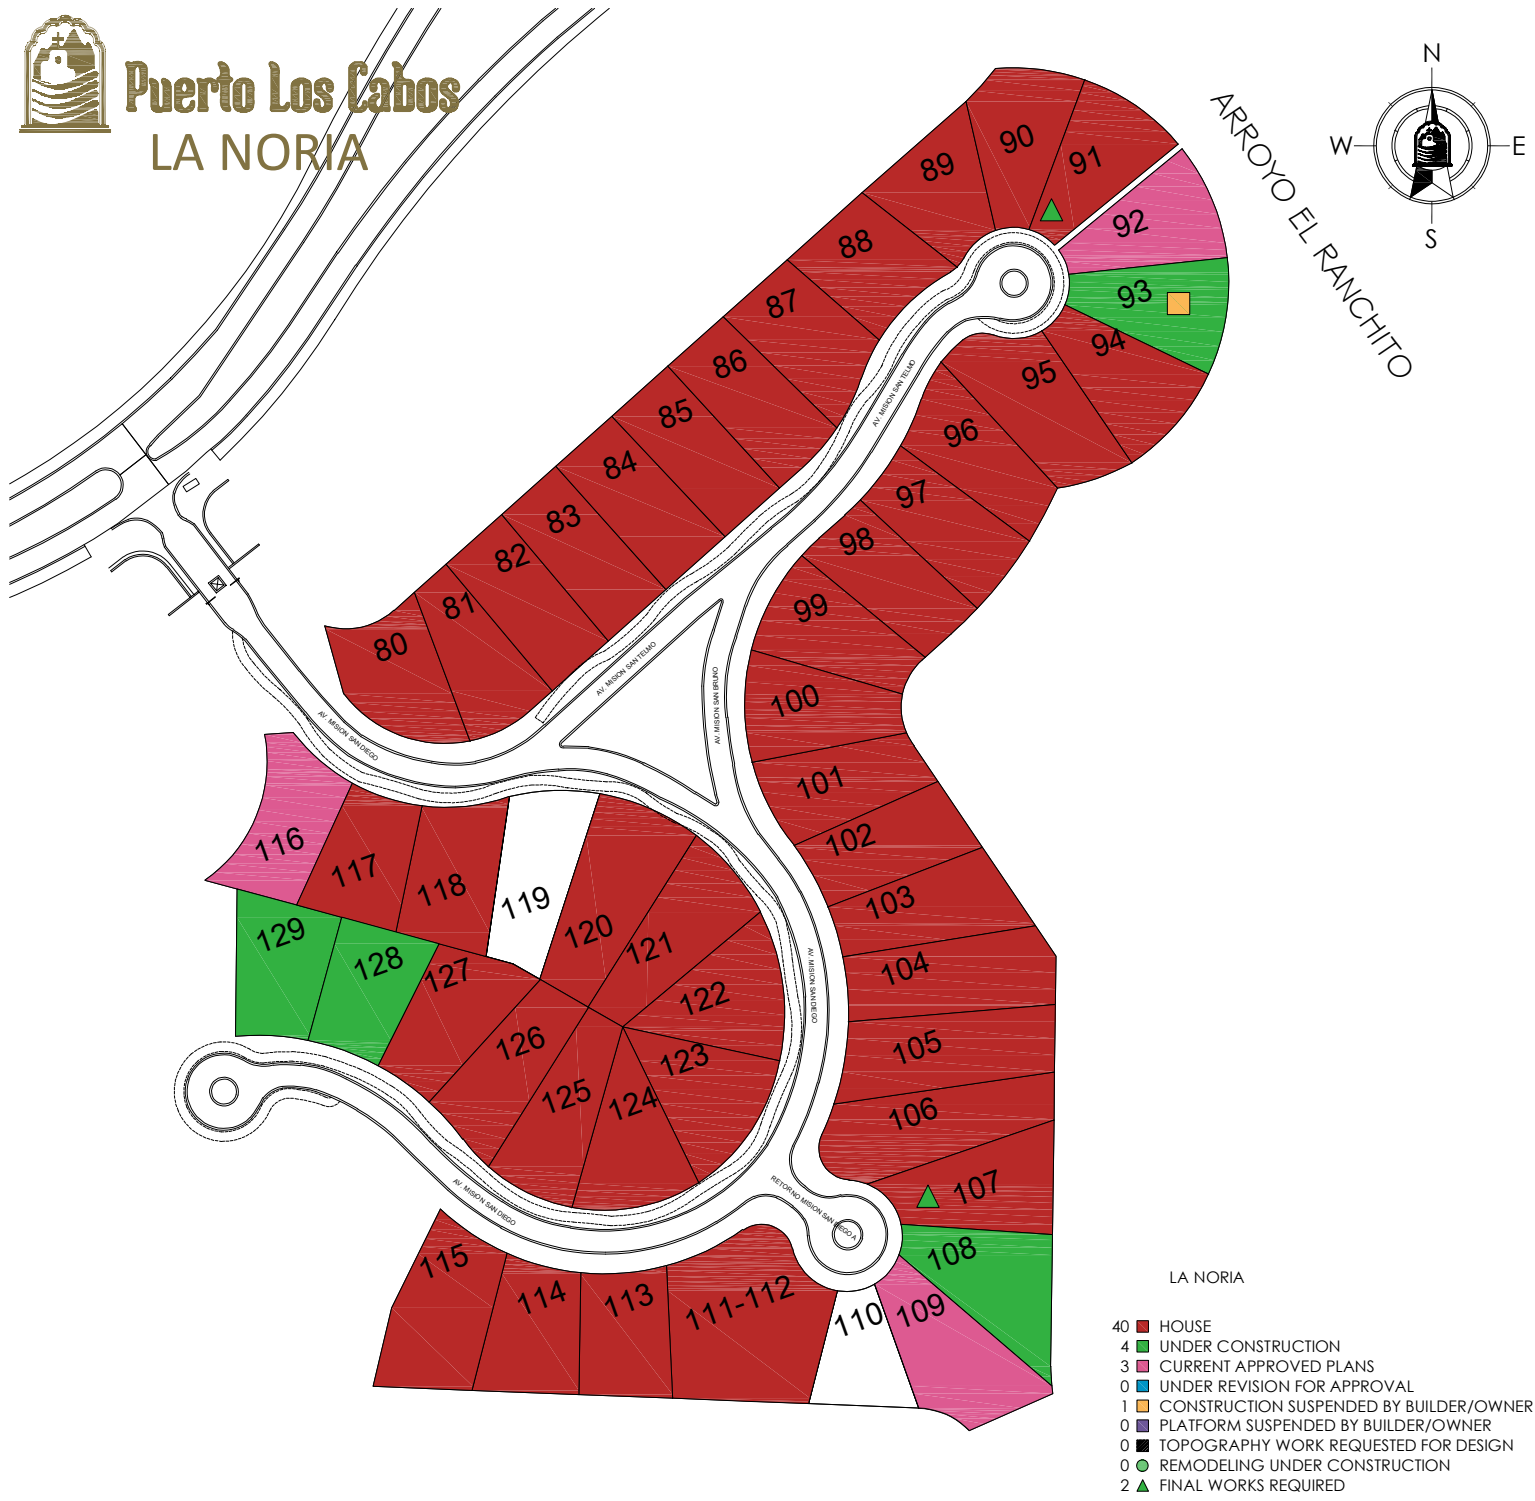 Puerto Los Cabos
LA NORIA
N
W
E
S
ARROYO EL RANCHITO
90
91
89
92
88
93
87
94
86
95
85
96
84
97
83
98
82
99
81
80
100
101
102
103
104
105
106
107
108
109
110
111-112
113
114
115
116
117
118
119
120
121
122
123
124
125
126
127
128
129
AV. MISION SAN TELMO
AV. MISION SAN TELMO
AV. MISION SAN BRUNO
AV. MISION SAN DIEGO
AV. MISION SAN DIEGO
AV. MISION SAN DIEGO
RETORNO MISION SAN DIEGO A
LA NORIA
40 HOUSE
4 UNDER CONSTRUCTION
3 CURRENT APPROVED PLANS
0 UNDER REVISION FOR APPROVAL
1 CONSTRUCTION SUSPENDED BY BUILDER/OWNER
0 PLATFORM SUSPENDED BY BUILDER/OWNER
0 TOPOGRAPHY WORK REQUESTED FOR DESIGN
0 REMODELING UNDER CONSTRUCTION
2 FINAL WORKS REQUIRED